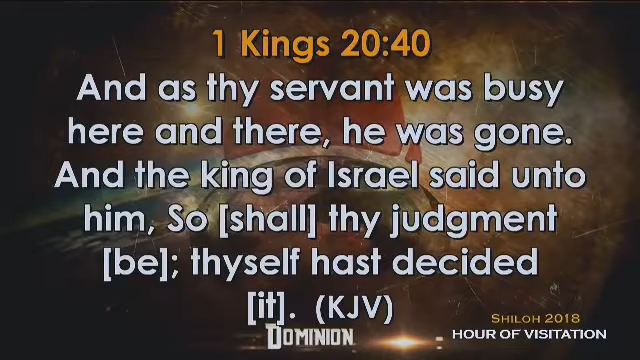 1 Kings 20:40
And as thy servant was busy
here and there, he was gone.
And the king of Israel said unto
him, So [shall] thy judgment
[be]; thyself hast decided
[it]. (KJV)
DOMINION
SHILOH 2018
HOUR OF VISITATION